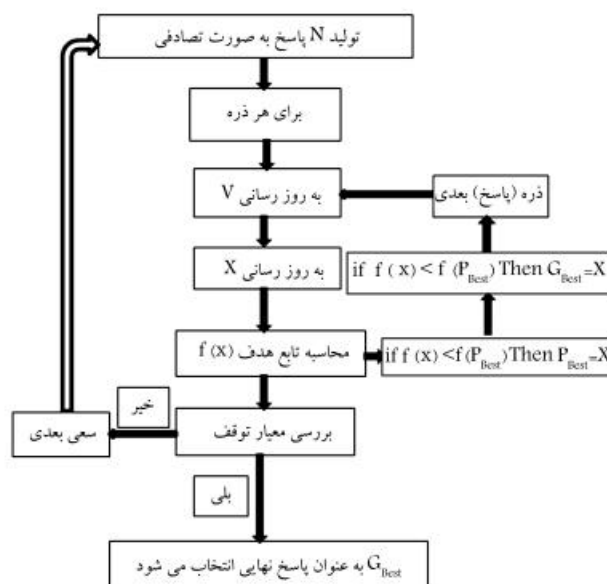 تولید N پاسخ به صورت تصادفی
برای هر ذره
به روز رسانی V
ذره (پاسخ) بعدی
به روز رسانی X
if f (x) < f (P_Best) Then G_Best=X
محاسبه تابع هدف f (x)
if f (x) <f (P_Best) Then P_Best=X
خیر
بررسی معیار توقف
سعی بعدی
بلی
G_Best به عنوان پاسخ نهایی انتخاب می شود